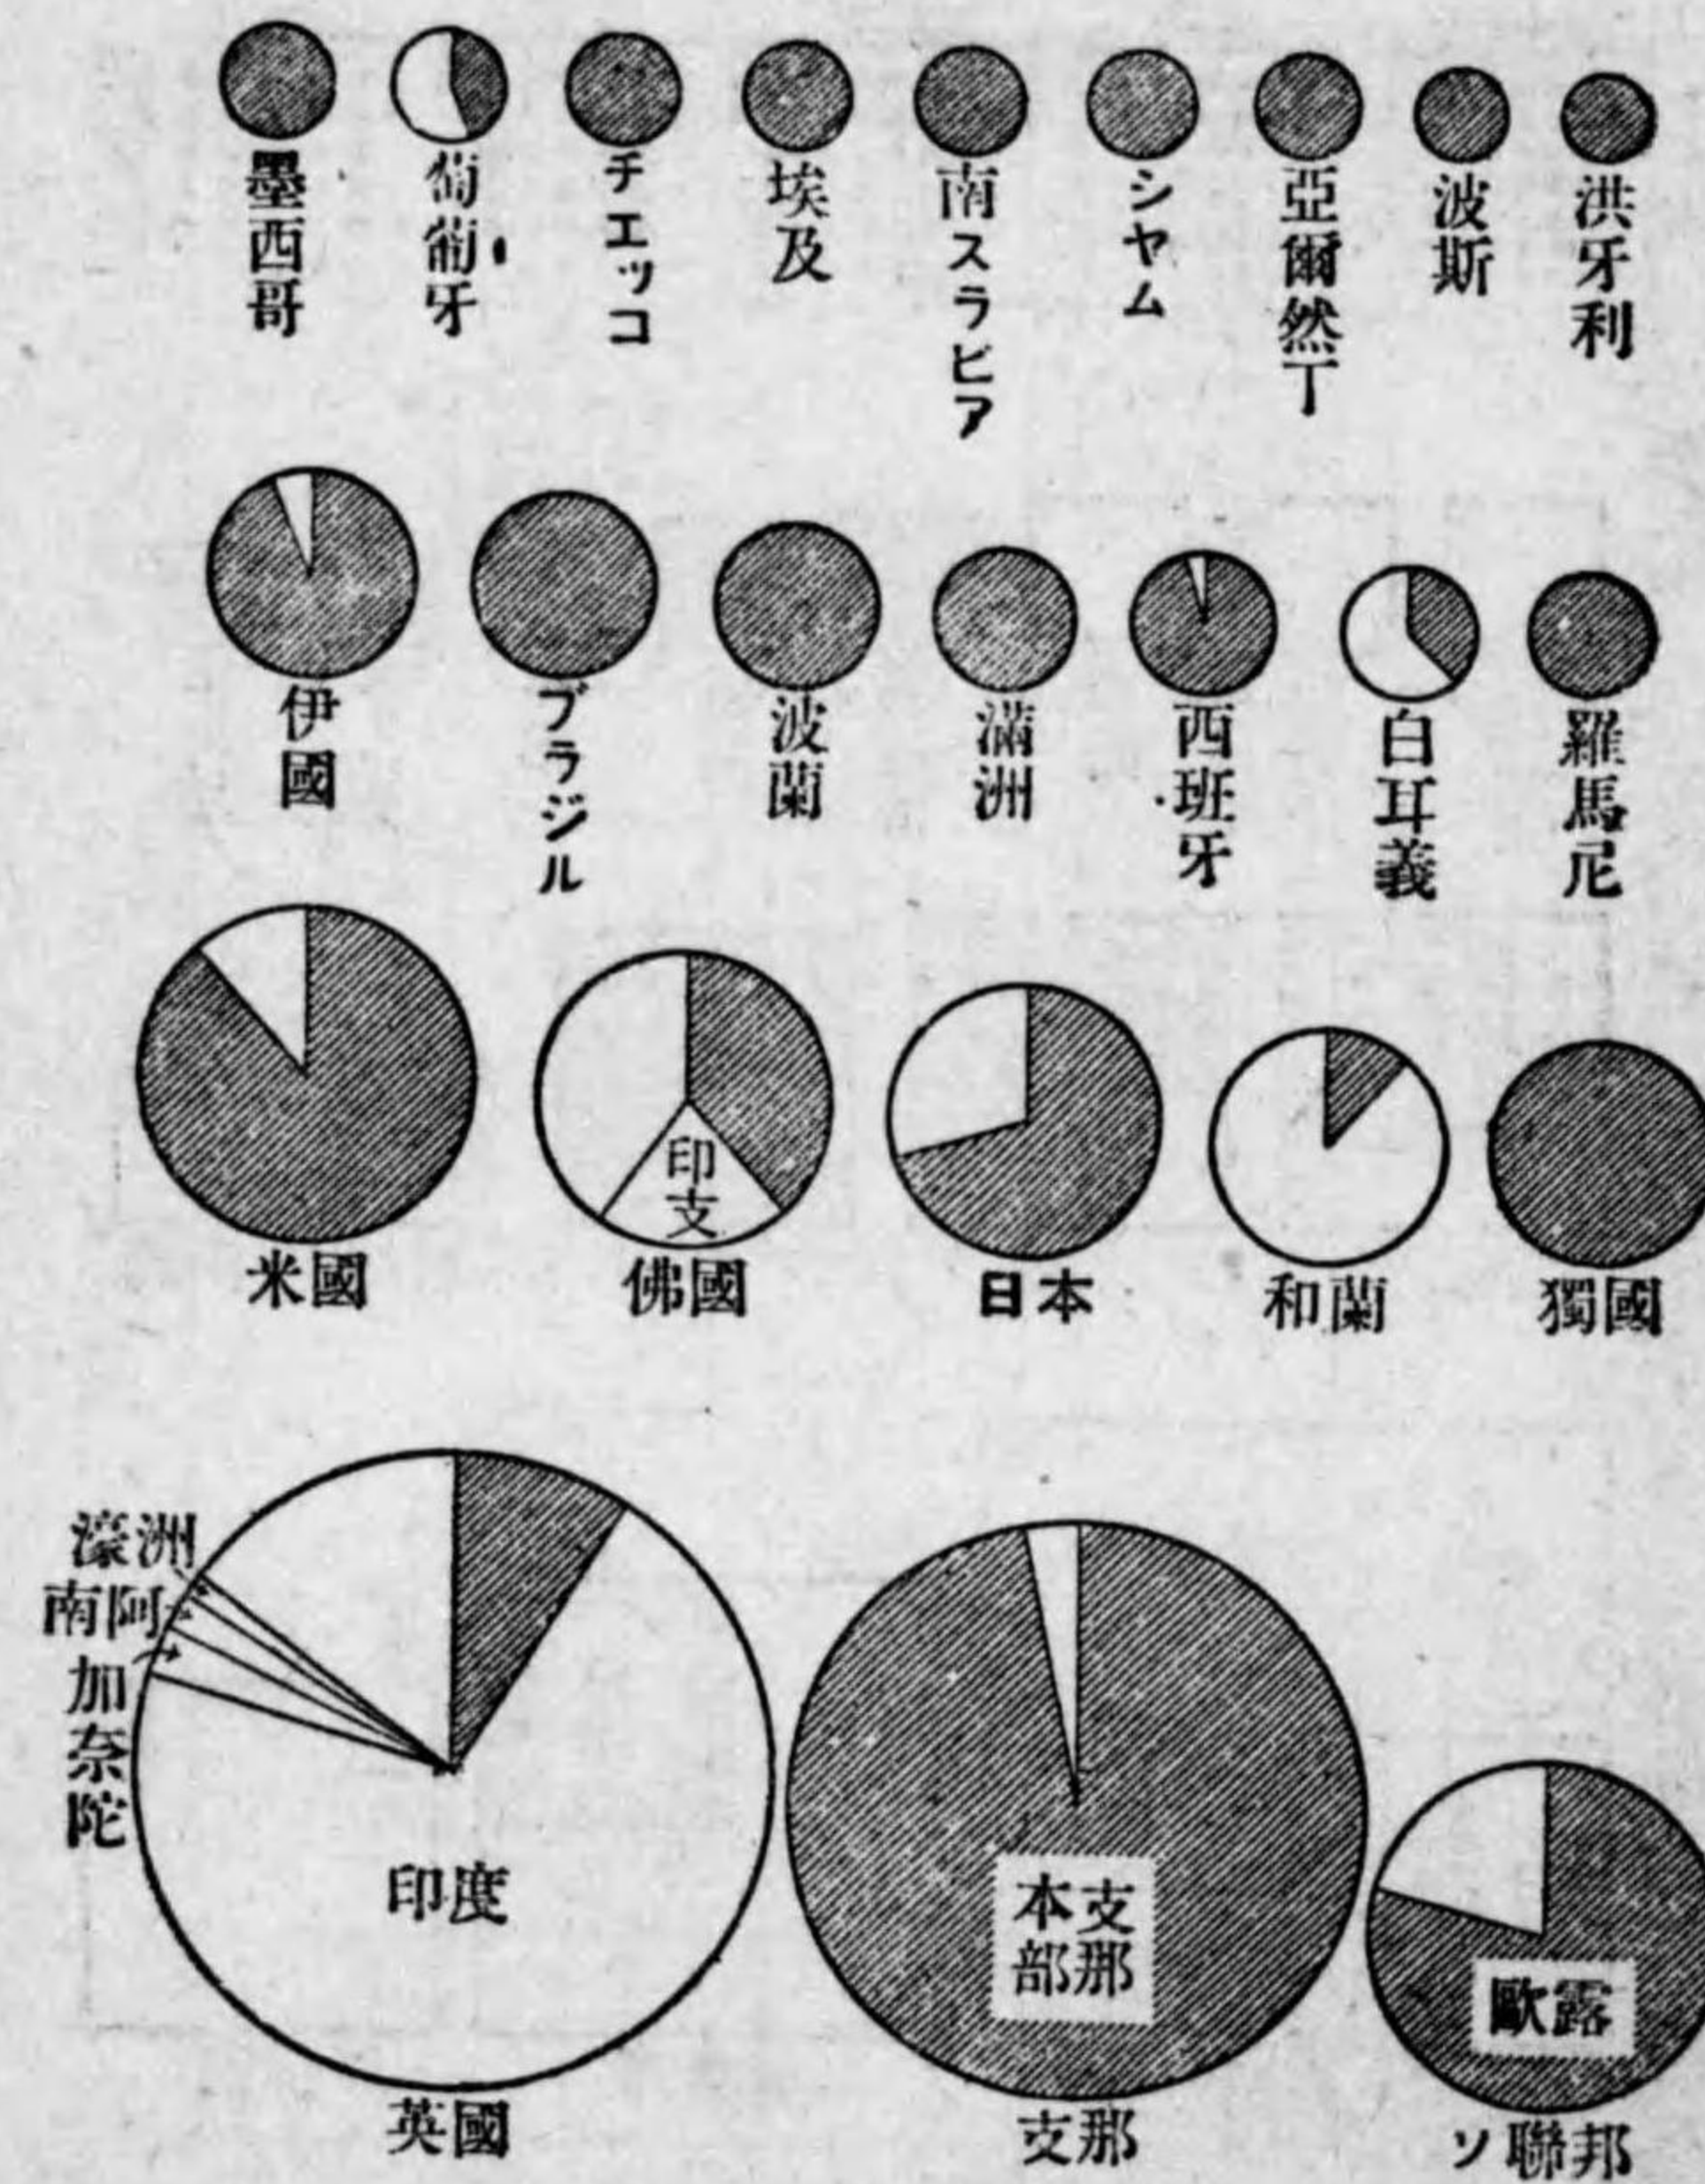 墨西哥
葡萄牙
チエッコ
埃及
南スラビア
シヤム
亞爾然丁
波斯
洪牙利
伊國
ブラジル
波蘭
滿洲
西班牙
白耳義
羅馬尼
米國
印支
佛國
日本
和蘭
獨國
濠洲
南阿
加奈陀
印度
英國
本支
部那
支那
歐露
ソ聯邦